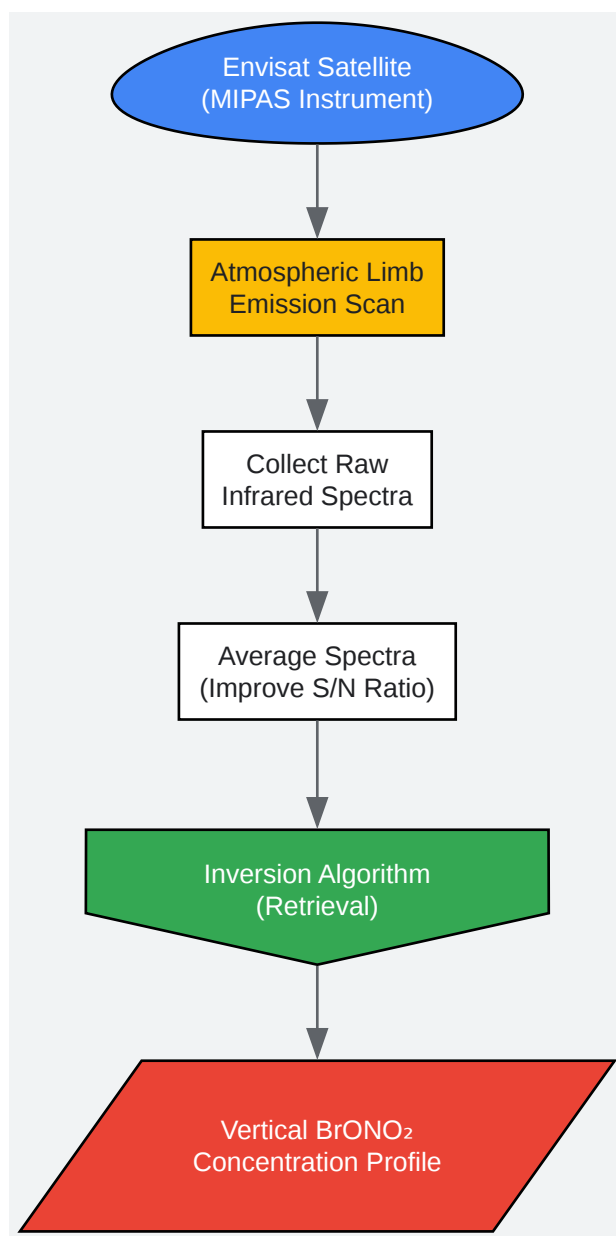 Envisat Satellite
(MIPAS Instrument)
Atmospheric Limb
Emission Scan
Collect Raw
Infrared Spectra
Average Spectra
(Improve S/N Ratio)
Inversion Algorithm
(Retrieval)
Vertical BrONO₂
Concentration Profile